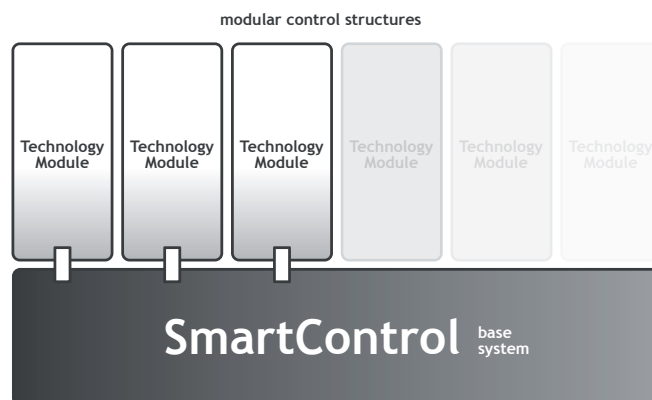 modular control structures
Technology
Module
Technology
Module
Technology
Module
Technology
Module
Technology
Module
Technology
Module
SmartControl
base
system